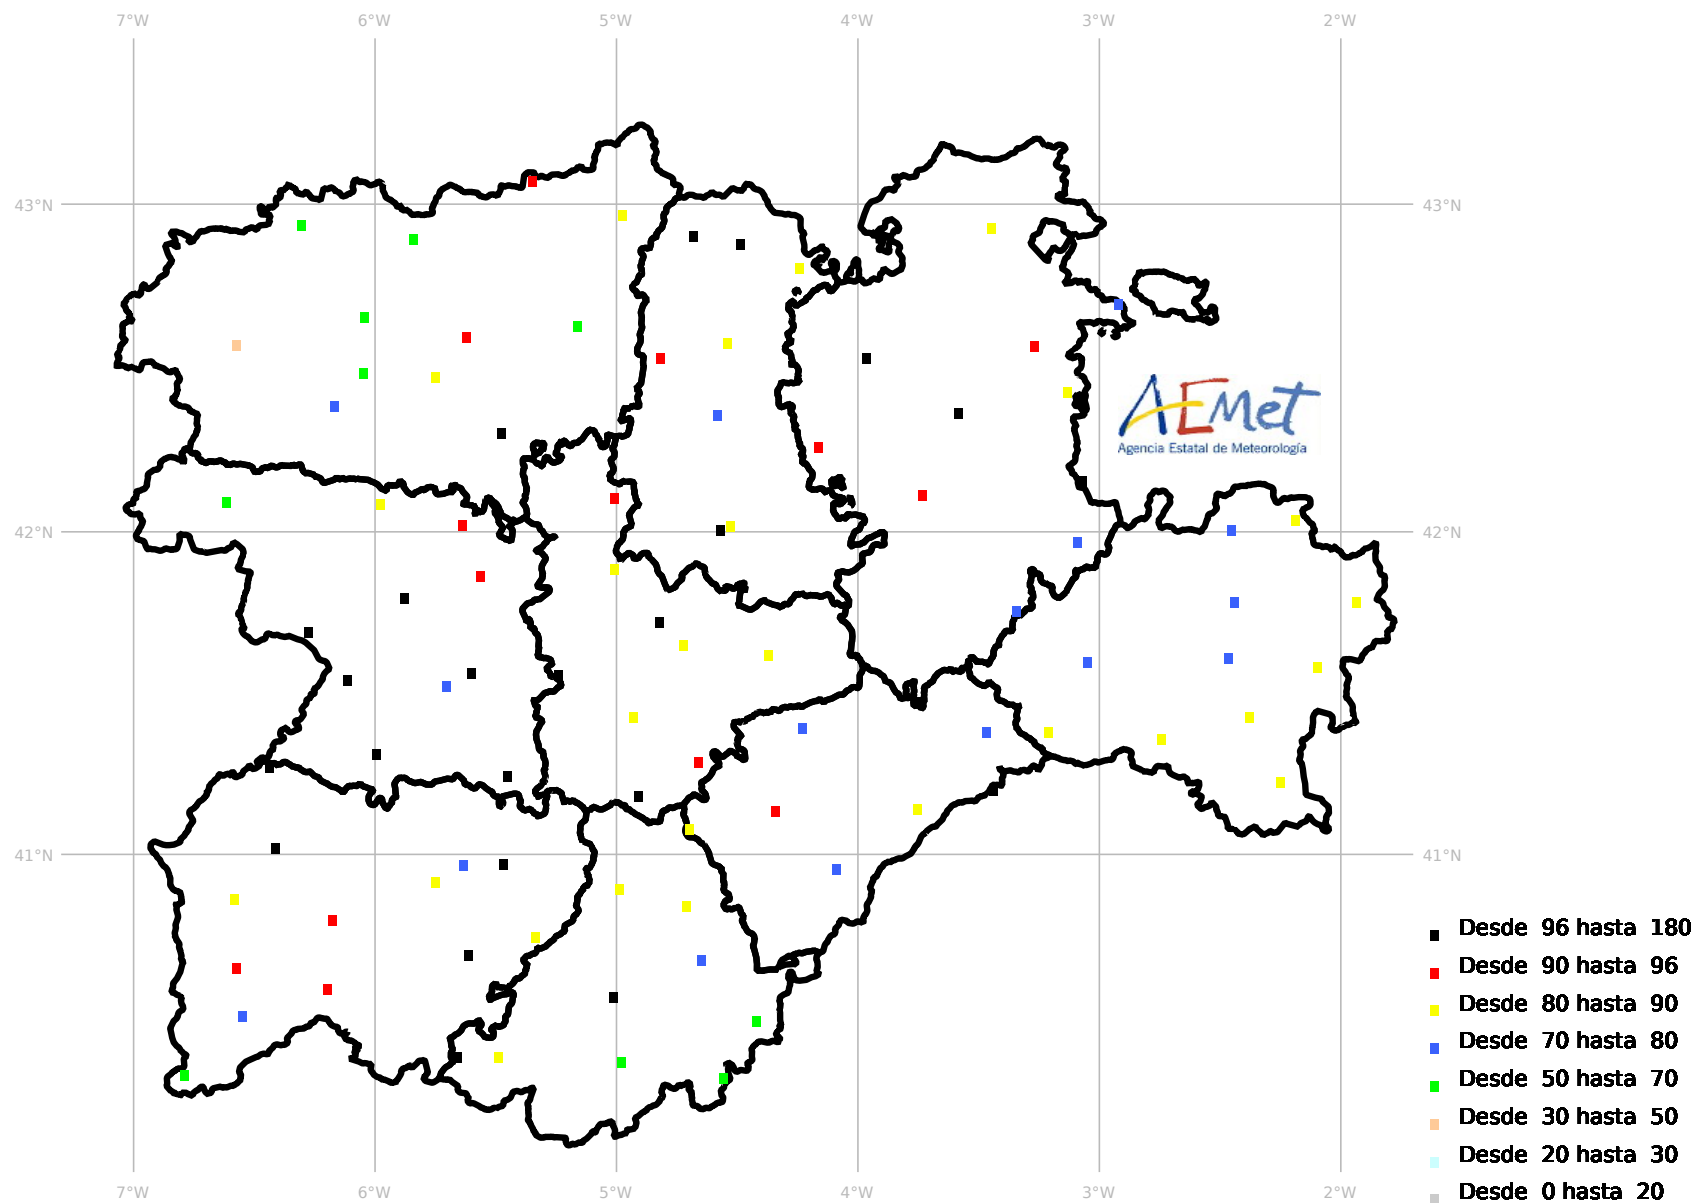 7°W 6°W 5°W 4°W 3°W 2°W
43°N 43°N
AEMet
Agencia Estatal de Meteorología
42°N 42°N
41°N 41°N
Desde 96 hasta 180
Desde 90 hasta 96
Desde 80 hasta 90
Desde 70 hasta 80
Desde 50 hasta 70
Desde 30 hasta 50
Desde 20 hasta 30
Desde 0 hasta 20
7°W 6°W 5°W 4°W 3°W 2°W